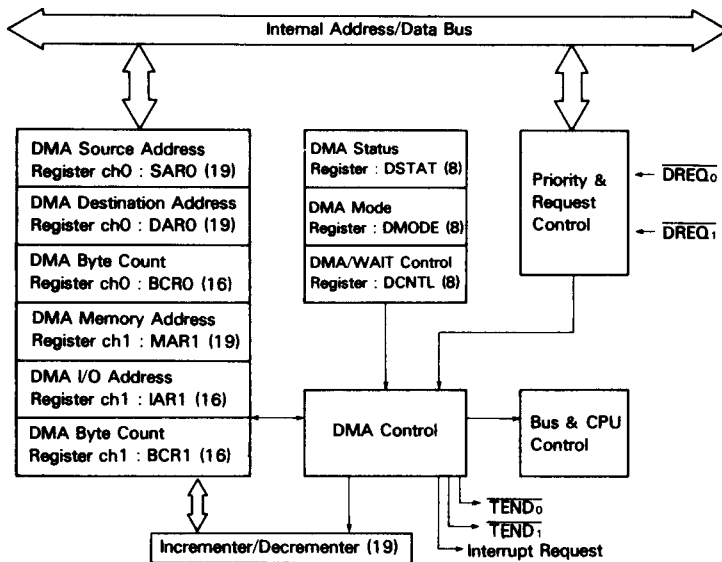 Internal Address/Data Bus
DMA Source Address
Register ch0 : SAR0 (19)
DMA Destination Address
Register ch0 : DAR0 (19)
DMA Byte Count
Register ch0 : BCR0 (16)
DMA Memory Address
Register ch1 : MAR1 (19)
DMA I/O Address
Register ch1 : IAR1 (16)
DMA Byte Count
Register ch1 : BCR1 (16)
DMA Status
Register : DSTAT (8)
DMA Mode
Register : DMODE (8)
DMA/WAIT Control
Register : DCNTL (8)
Priority &
Request
Control
DREQ0
DREQ1
DMA Control
Bus & CPU
Control
TEND0
TEND1
Interrupt Request
Incrementer/Decrementer (19)